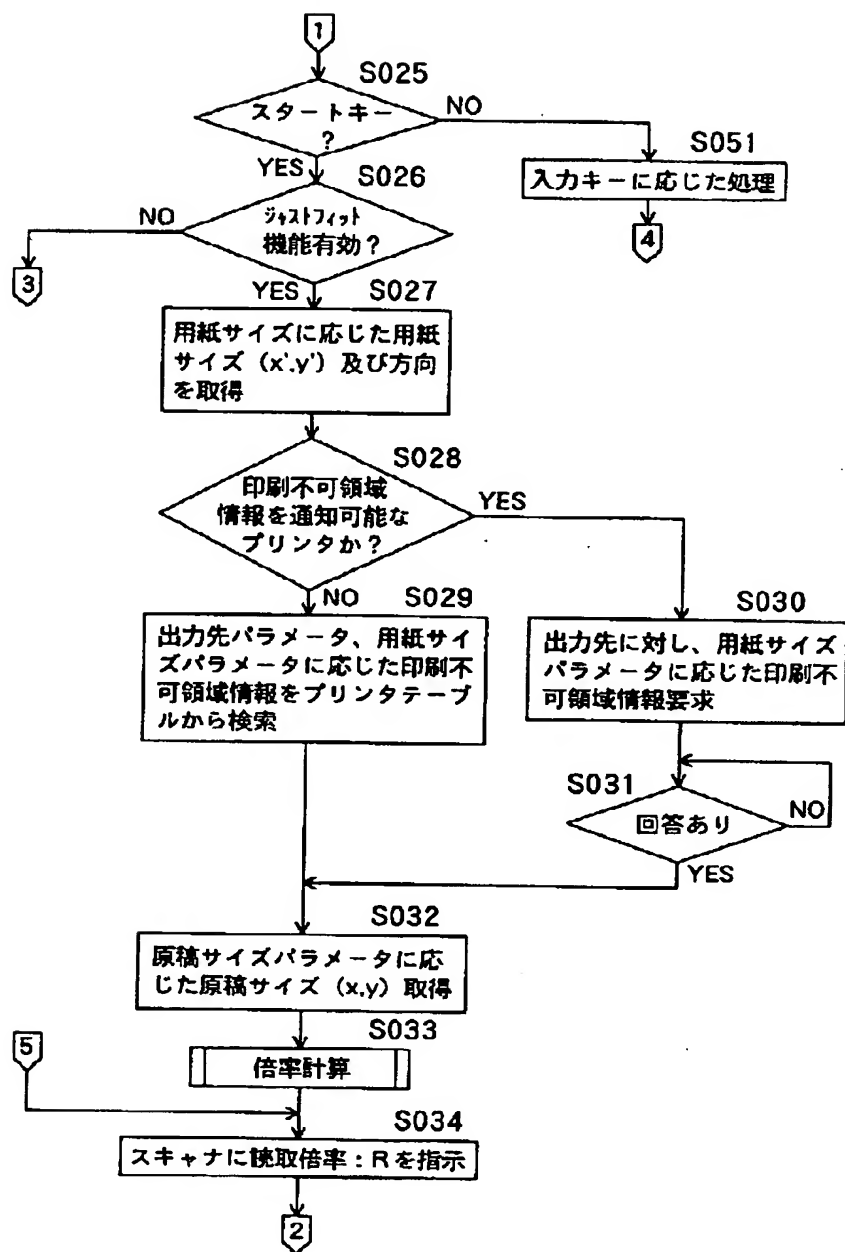 1
S025
スタートキー
?
NO
YES
S051
入力キーに応じた処理
4
S026
ジャストフィット
機能有効?
NO
3
YES
S027
用紙サイズに応じた用紙
サイズ (x',y') 及び方向
を取得
S028
印刷不可領域
情報を通知可能な
プリンタか?
YES
NO
S029
出力先パラメータ、用紙サイ
ズパラメータに応じた印刷不
可領域情報をプリンタテーブ
ルから検索
S030
出力先に対し、用紙サイズ
パラメータに応じた印刷不
可領域情報要求
S031
回答あり
NO
YES
S032
原稿サイズパラメータに応
じた原稿サイズ (x,y) 取得
S033
倍率計算
5
S034
スキャナに読取倍率:Rを指示
2